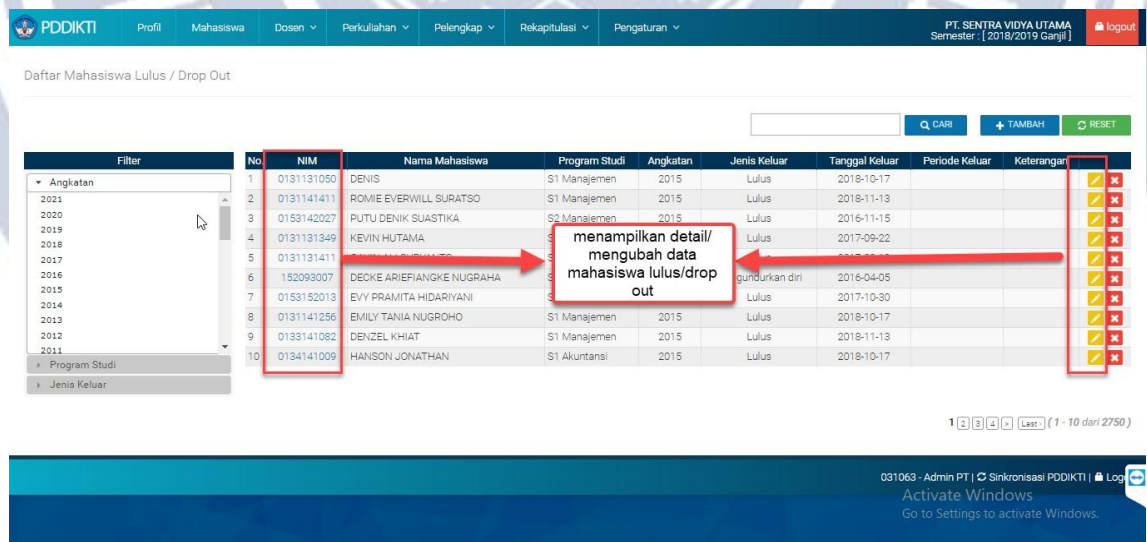 PDDIKTI Profil Mahasiswa Dosen Perkuliahan Pelengkap Rekapitulasi Pengaturan PT. SENTRA VIDYA UTAMA logout
Semester : [ 2018/2019 Ganjil ]
Daftar Mahasiswa Lulus / Drop Out
CARI + TAMBAH RESET
Filter
Angkatan
2021
2020
2019
2018
2017
2016
2015
2014
2013
2012
2011
Program Studi
Jenis Keluar
No. NIM Nama Mahasiswa Program Studi Angkatan Jenis Keluar Tanggal Keluar Periode Keluar Keterangan
1 0131131050 DENIS S1 Manajemen 2015 Lulus 2018-10-17
2 0131141411 ROMIE EVERWILL SURATSO S1 Manajemen 2015 Lulus 2018-11-13
3 0153142027 PUTU DENIK SUASTIKA S2 Manajemen 2015 Lulus 2016-11-15
4 0131131349 KEVIN HUTAMA Lulus 2017-09-22
5 0131131411
6 152093007 DECKE ARIEFIANGKE NUGRAHA diri 2016-04-05
7 0153152013 EVY PRAMITA HIDARIYANI Lulus 2017-10-30
8 0131141256 EMILY TANIA NUGROHO S1 Manajemen 2015 Lulus 2018-10-17
9 0133141082 DENZEL KHIAT S1 Manajemen 2015 Lulus 2018-11-13
10 0134141009 HANSON JONATHAN S1 Akuntansi 2015 Lulus 2018-10-17
menampilkan detail/
mengubah data
mahasiswa lulus/drop
out
1 2 3 4 > Last › ( 1 - 10 dari 2750 )
031063 - Admin PT | Sinkronisasi PDDIKTI |
Activate Windows
Go to Settings to activate Windows.